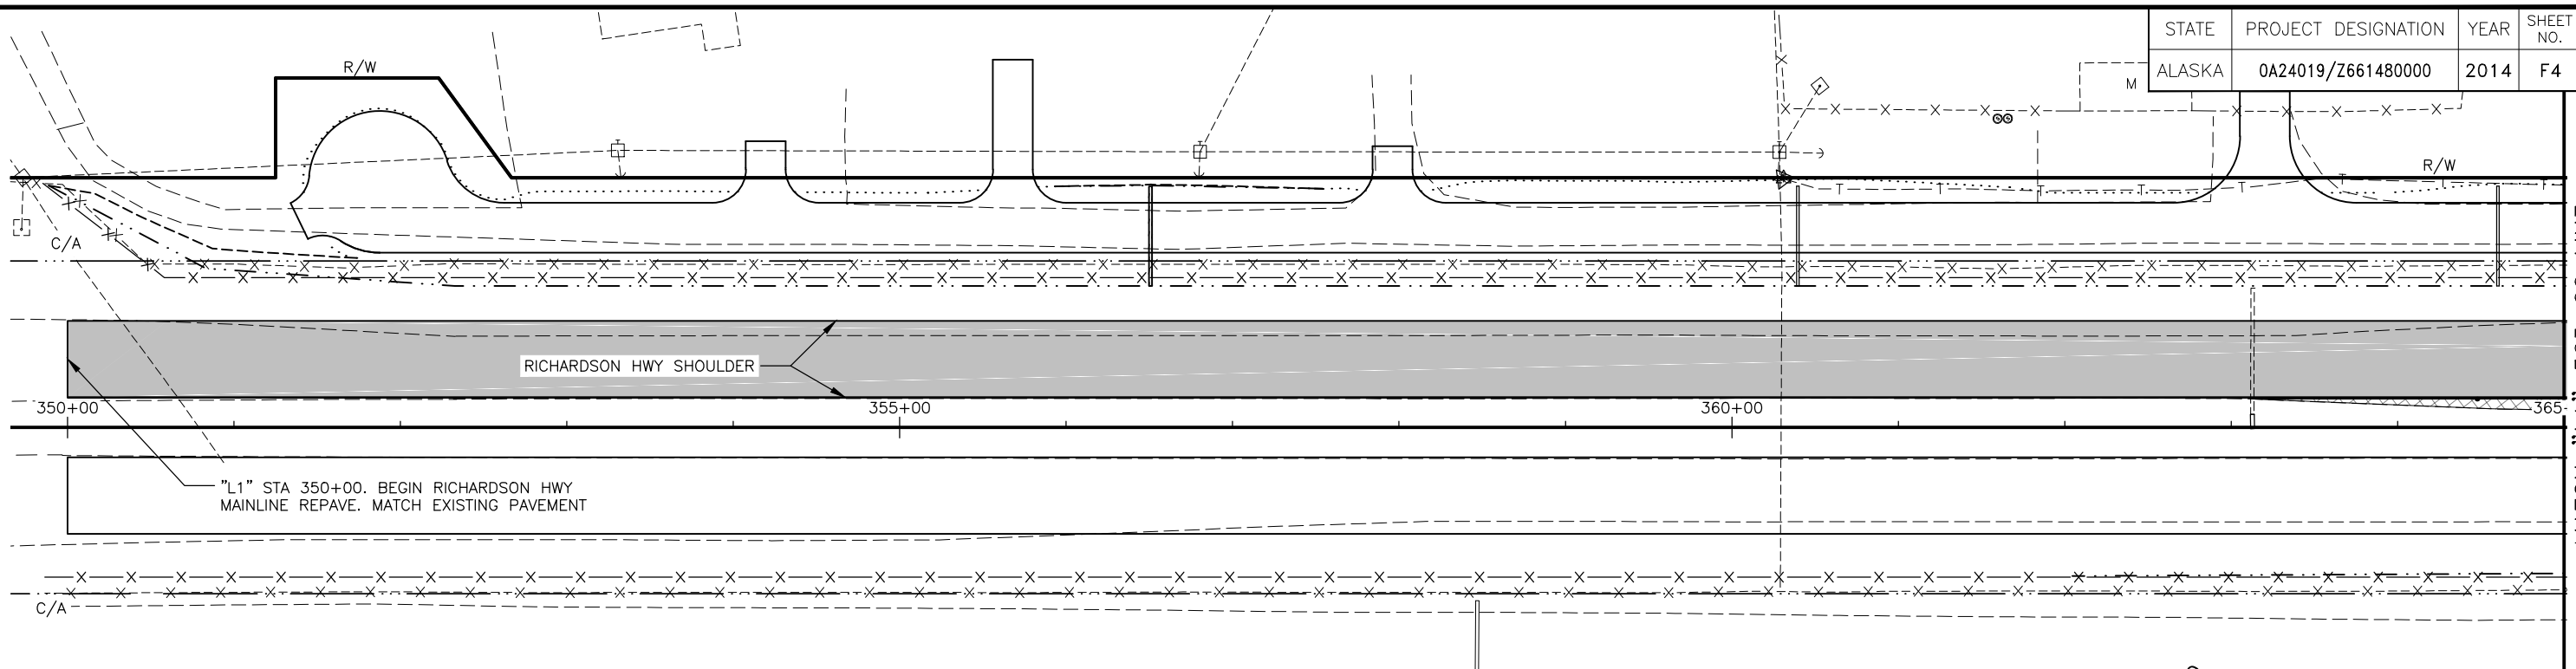 STATE PROJECT DESIGNATION YEAR SHEET NO.
ALASKA 0A24019/Z661480000 2014 F4
R/W
M
R/W
C/A
RICHARDSON HWY SHOULDER
350+00 355+00 360+00 365
"L1" STA 350+00. BEGIN RICHARDSON HWY
MAINLINE REPAVE. MATCH EXISTING PAVEMENT
C/A